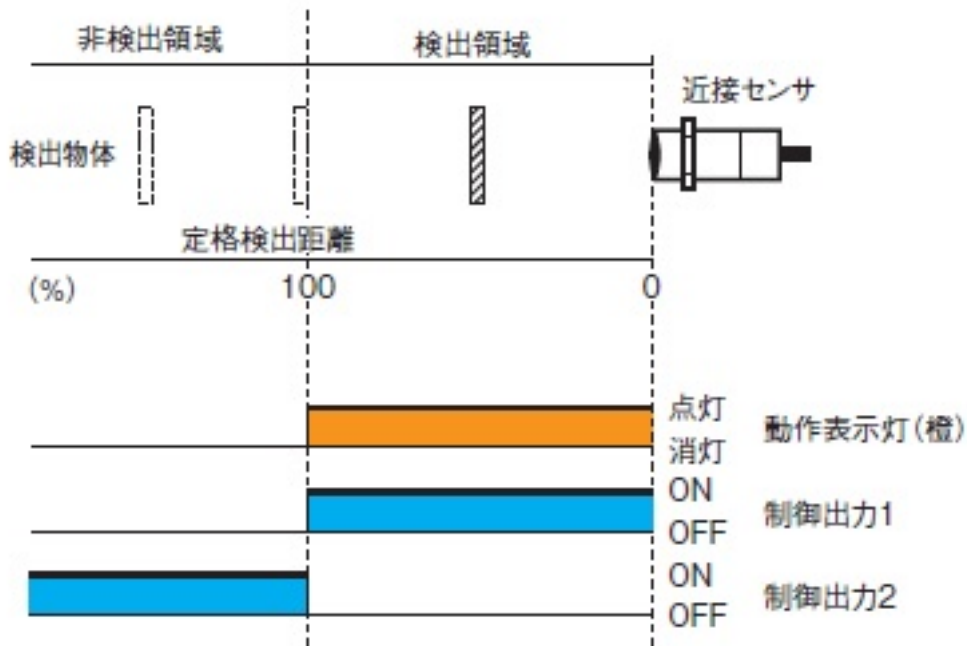 非検出領域
検出領域
近接センサ
検出物体
定格検出距離
(%)
100
0
点灯
消灯
動作表示灯(橙)
ON
OFF
制御出力1
ON
OFF
制御出力2